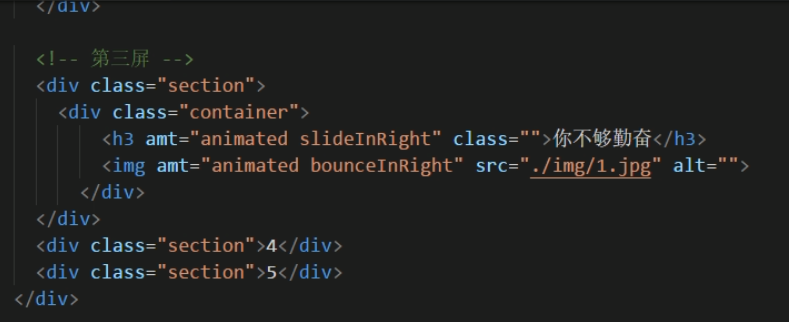 </div>
<!-- 第三屏 -->
<div class="section">
<div class="container">
<h3 amt="animated slideInRight" class="">你不够勤奋</h3>
<img amt="animated bounceInRight" src="./img/1.jpg" alt="">
</div>
</div>
<div class="section">4</div>
<div class="section">5</div>
</div>